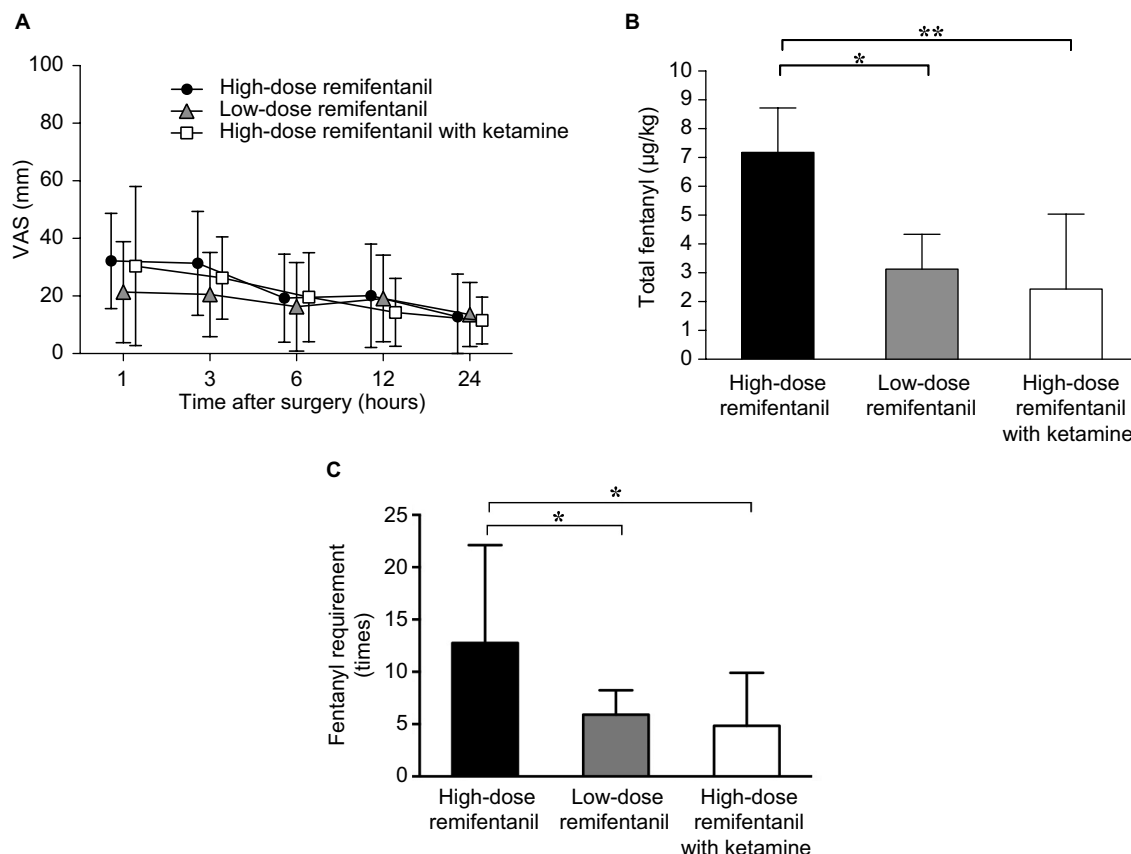 A
100
80
60
40
20
0
VAS (mm)
High-dose remifentanil
Low-dose remifentanil
High-dose remifentanil with ketamine
1 3 6 12 24
Time after surgery (hours)
B
**
*
10
9
8
7
6
5
4
3
2
1
0
Total fentanyl (µg/kg)
High-dose
remifentanil
Low-dose
remifentanil
High-dose
remifentanil
with ketamine
C
*
*
25
20
15
10
5
0
Fentanyl requirement
(times)
High-dose
remifentanil
Low-dose
remifentanil
High-dose
remifentanil
with ketamine